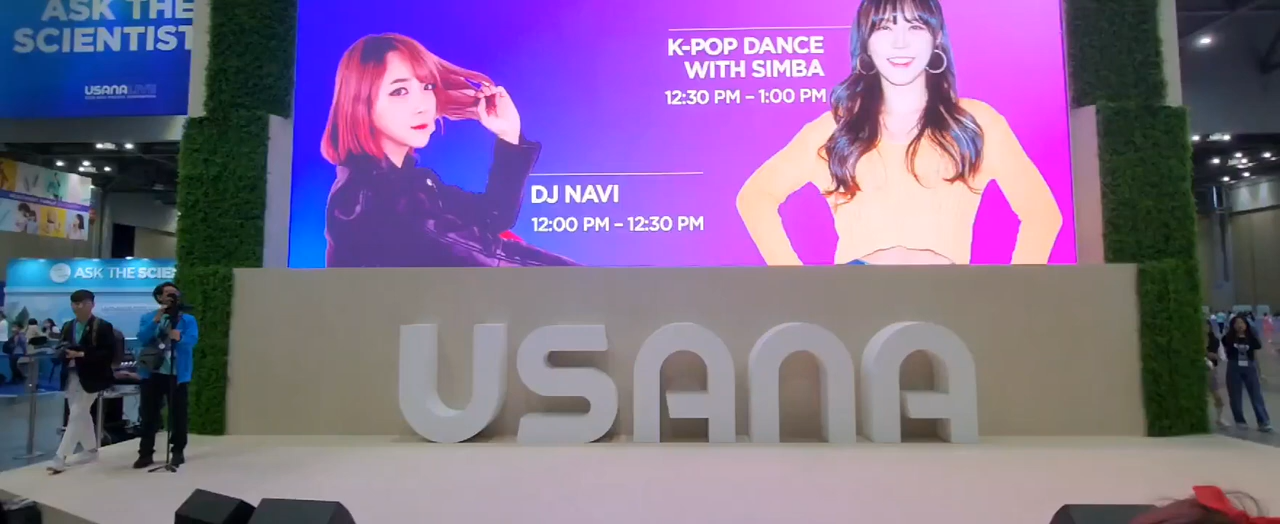 ASK THE
SCIENTIST
USANALIVE
K-POP DANCE
WITH SIMBA
12:30 PM – 1:00 PM
DJ NAVI
12:00 PM – 12:30 PM
ASK THE SCIE
USANA